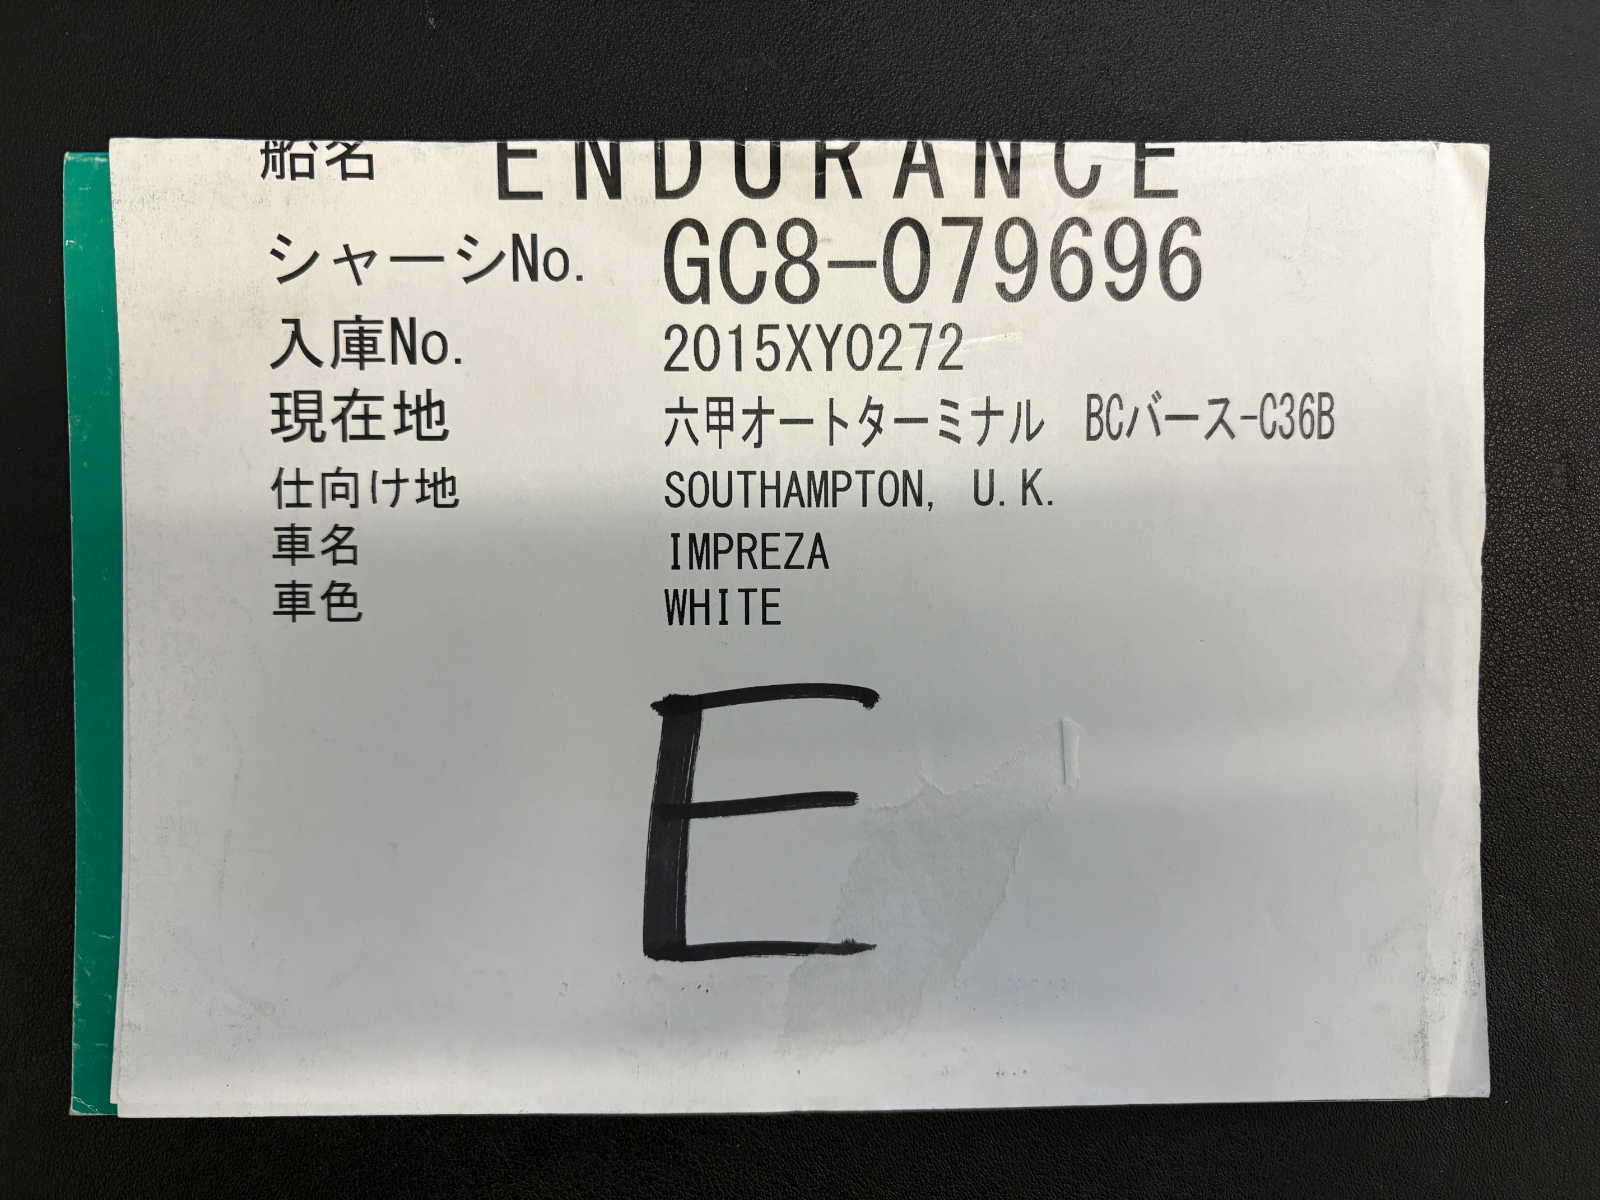 船名 ENDURANCE
シャーシNo. GC8-079696
入庫No. 2015XY0272
現在地 六甲オートターミナル BCバース-C36B
仕向け地 SOUTHAMPTON, U.K.
車名 IMPREZA
車色 WHITE
E